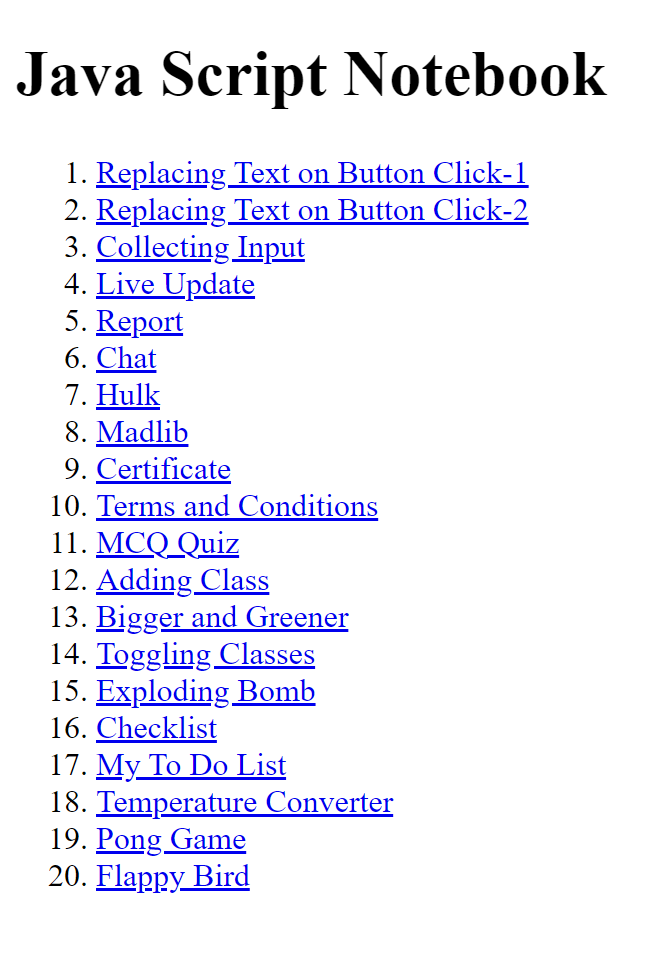 Java Script Notebook
1. Replacing Text on Button Click-1
2. Replacing Text on Button Click-2
3. Collecting Input
4. Live Update
5. Report
6. Chat
7. Hulk
8. Madlib
9. Certificate
10. Terms and Conditions
11. MCQ Quiz
12. Adding Class
13. Bigger and Greener
14. Toggling Classes
15. Exploding Bomb
16. Checklist
17. My To Do List
18. Temperature Converter
19. Pong Game
20. Flappy Bird